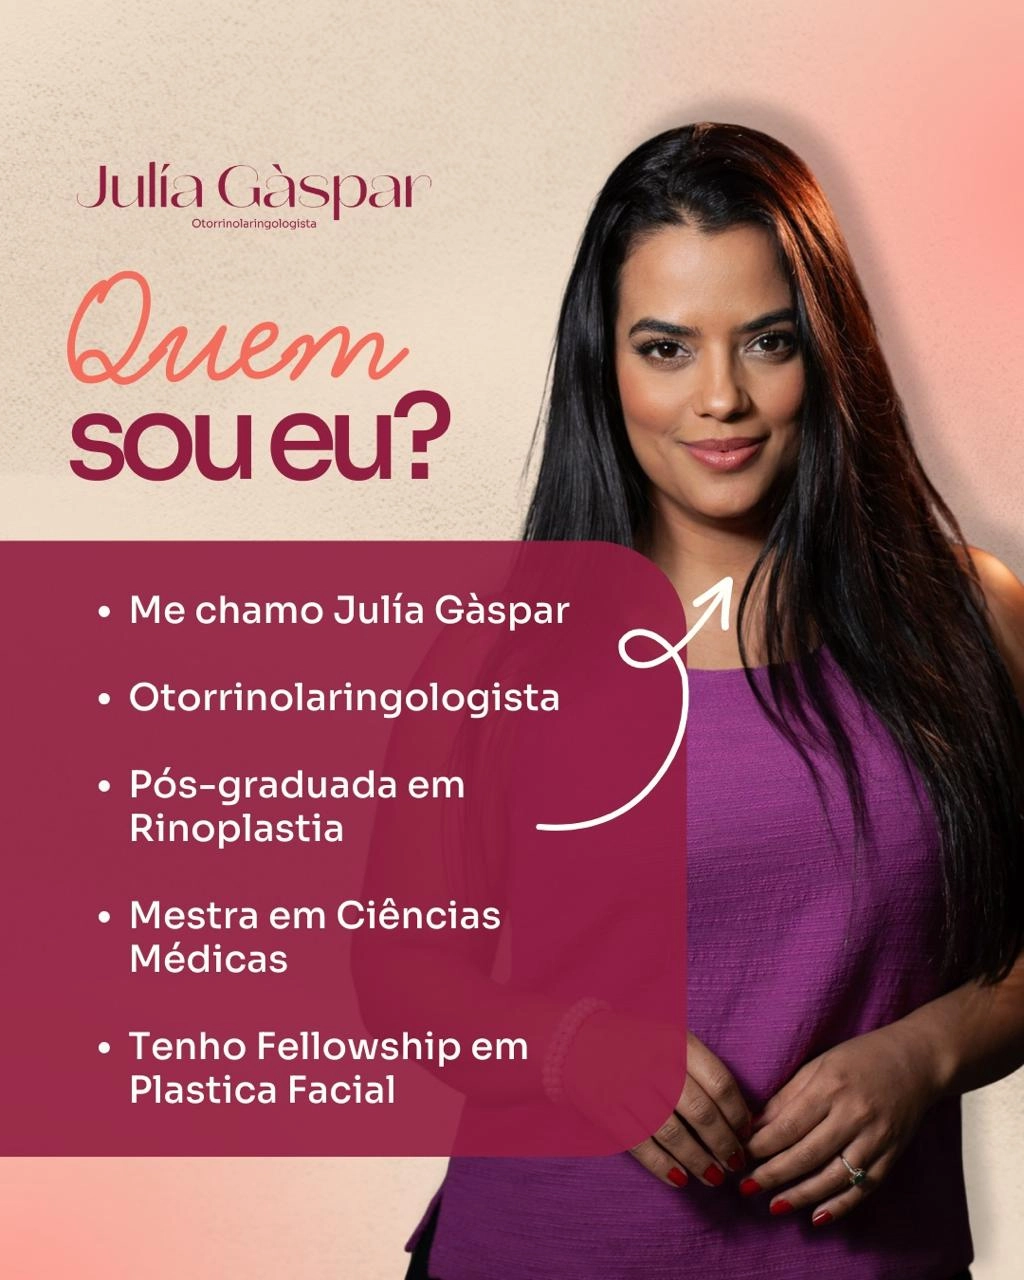 Julía Gàspar
Otorrinolaringologista
Quem
sou eu?
• Me chamo Julía Gàspar
• Otorrinolaringologista
• Pós-graduada em
Rinoplastia
• Mestra em Ciências
Médicas
• Tenho Fellowship em
Plastica Facial